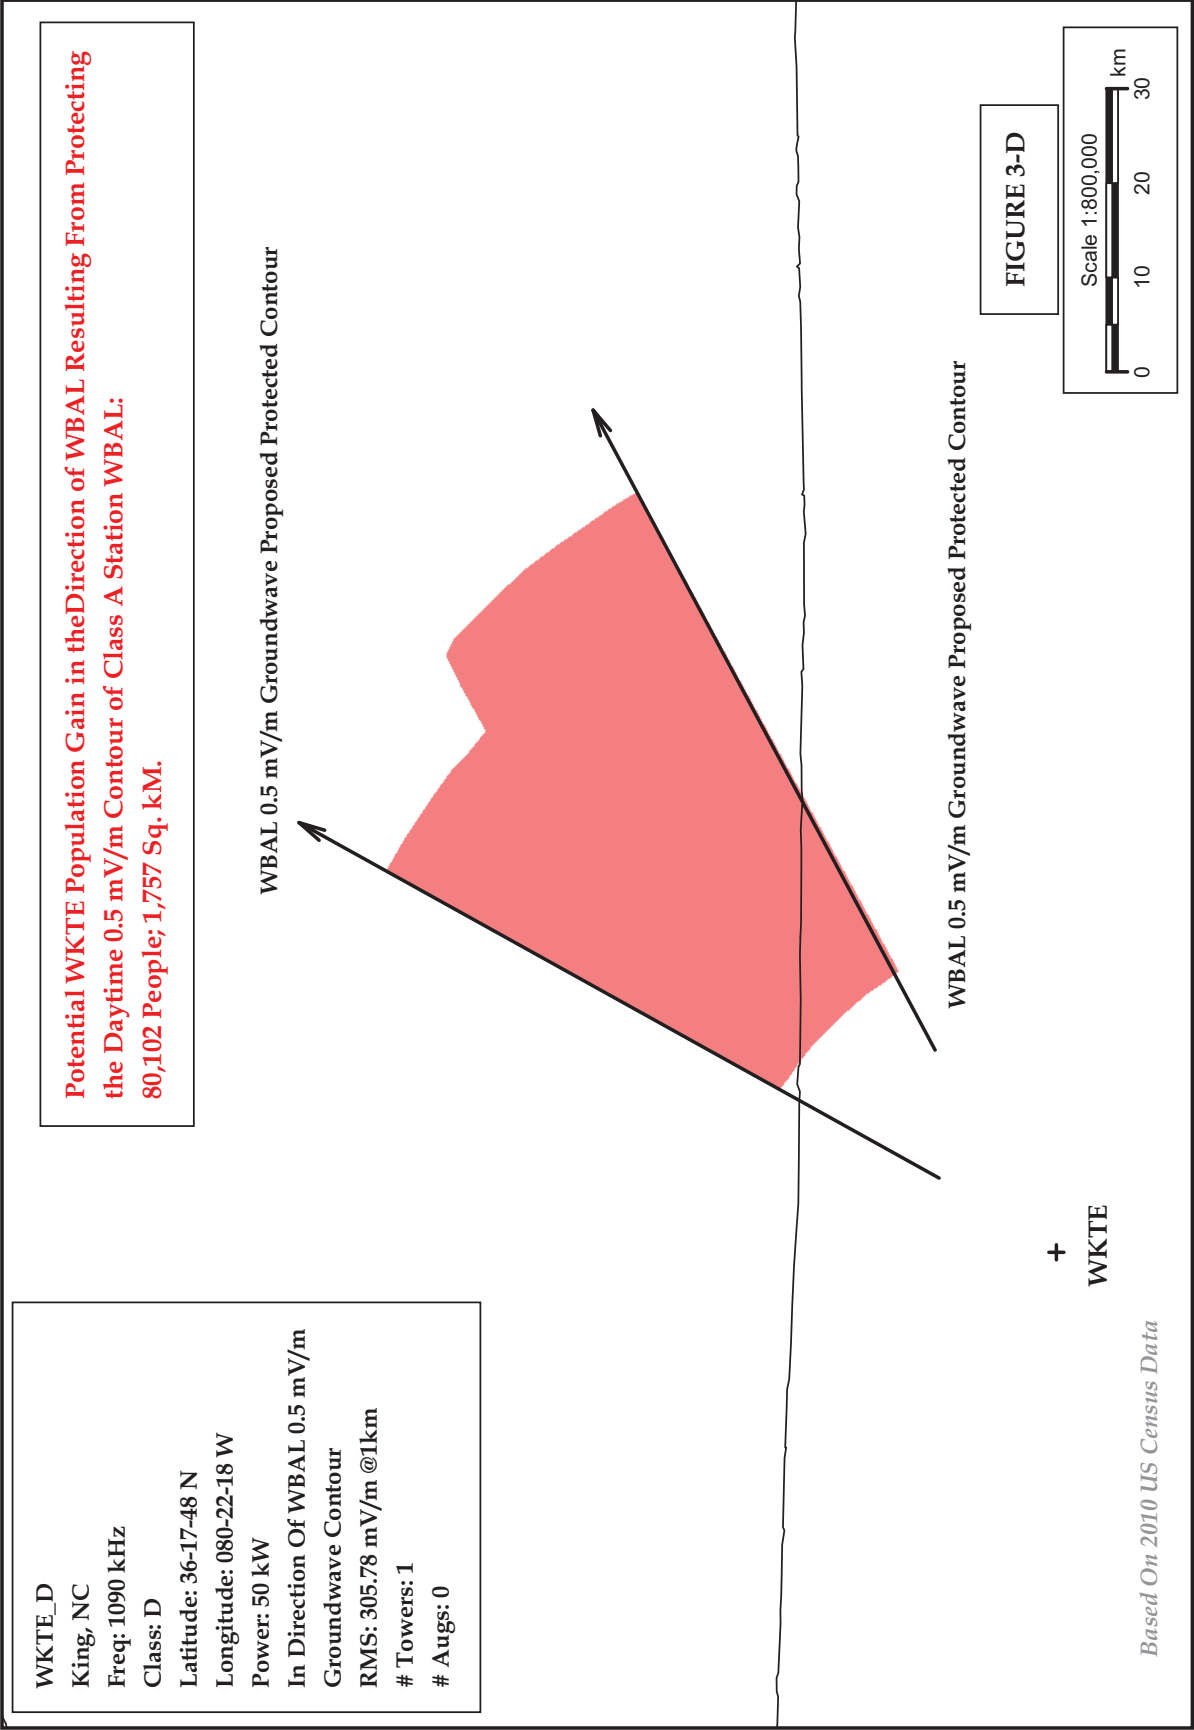 WKTE_D
King, NC
Freq: 1090 kHz
Class: D
Latitude: 36-17-48 N
Longitude: 080-22-18 W
Power: 50 kW
In Direction Of WBAL 0.5 mV/m
Groundwave Contour
RMS: 305.78 mV/m @1km
# Towers: 1
# Augs: 0
Potential WKTE Population Gain in theDirection of WBAL Resulting From Protecting
the Daytime 0.5 mV/m Contour of Class A Station WBAL:
80,102 People; 1,757 Sq. kM.
WBAL 0.5 mV/m Groundwave Proposed Protected Contour
WBAL 0.5 mV/m Groundwave Proposed Protected Contour
WKTE
Based On 2010 US Census Data
FIGURE 3-D
Scale 1:800,000
km
0 10 20 30